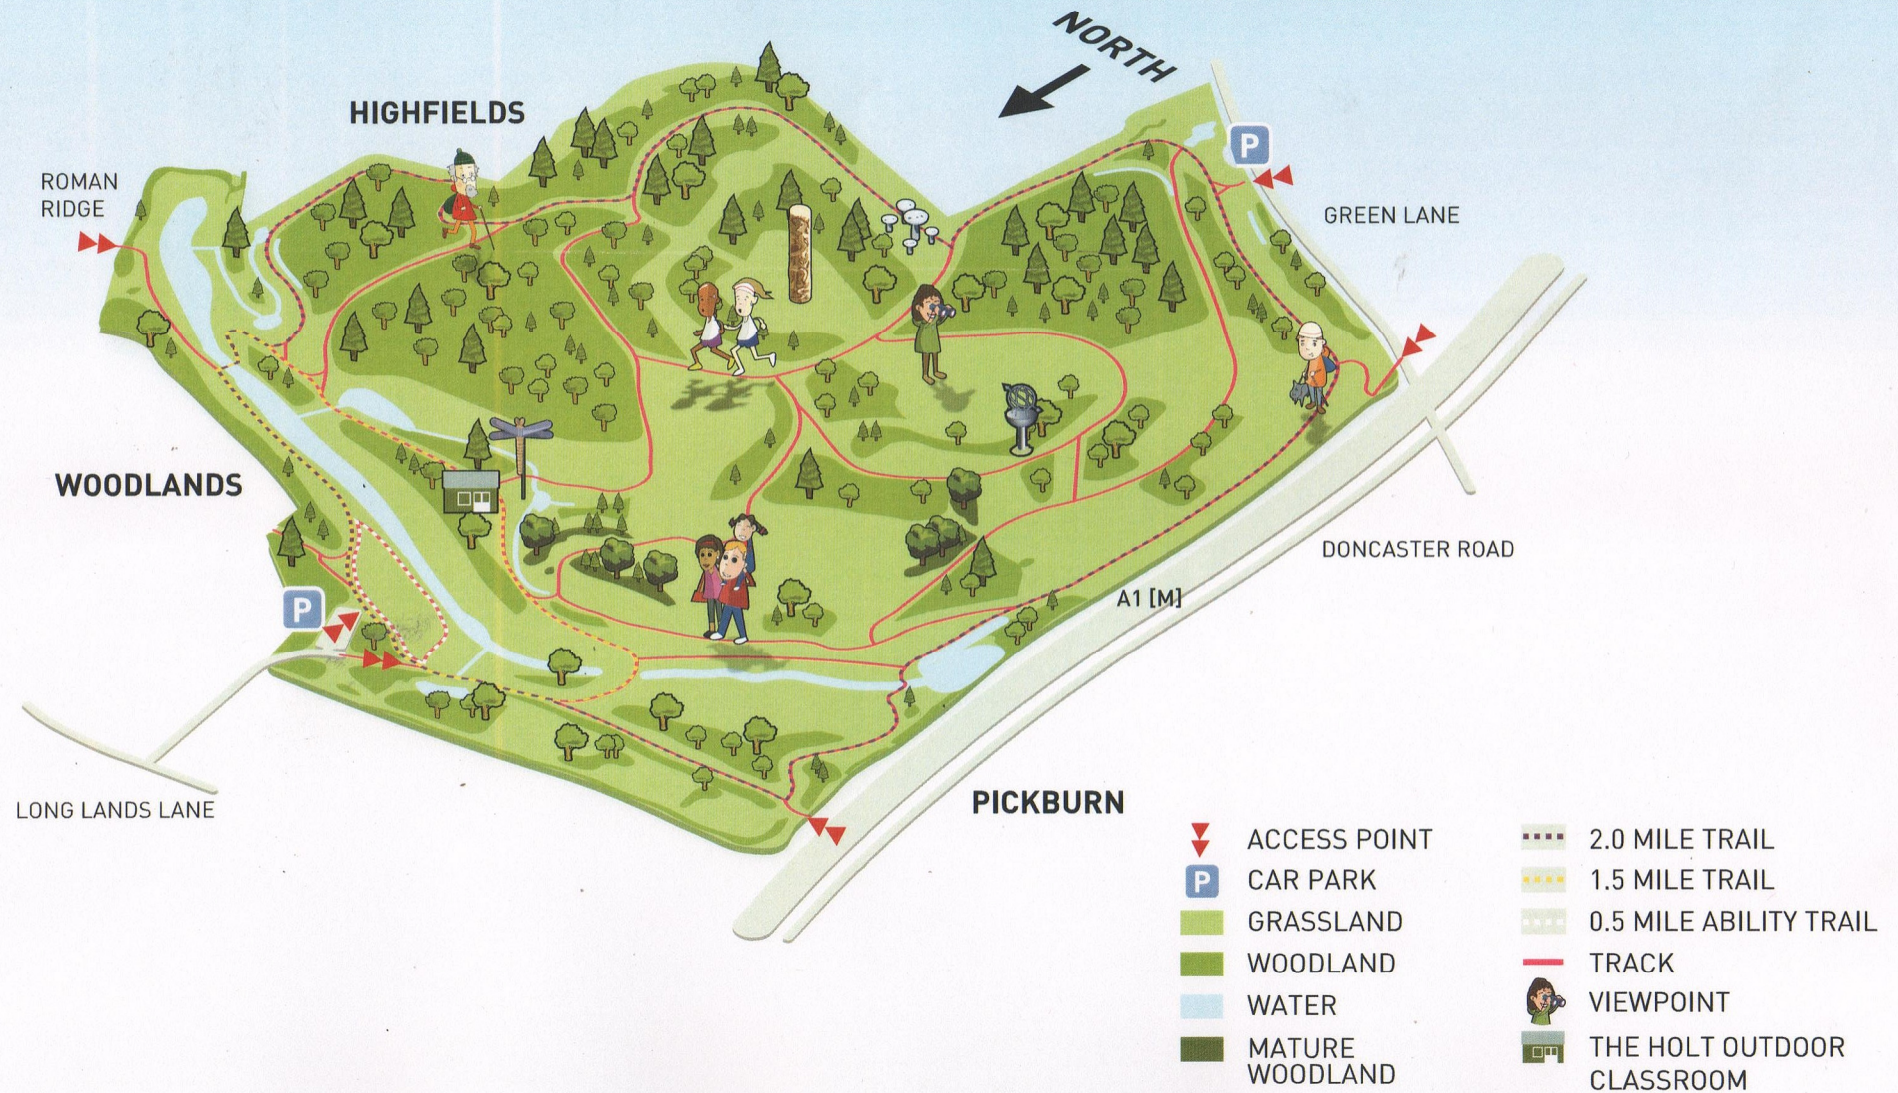 NORTH
HIGHFIELDS
P
ROMAN
RIDGE
GREEN LANE
WOODLANDS
DONCASTER ROAD
P
A1 [M]
LONG LANDS LANE
PICKBURN
ACCESS POINT
P
CAR PARK
GRASSLAND
WOODLAND
WATER
MATURE
WOODLAND
2.0 MILE TRAIL
1.5 MILE TRAIL
0.5 MILE ABILITY TRAIL
TRACK
VIEWPOINT
THE HOLT OUTDOOR
CLASSROOM